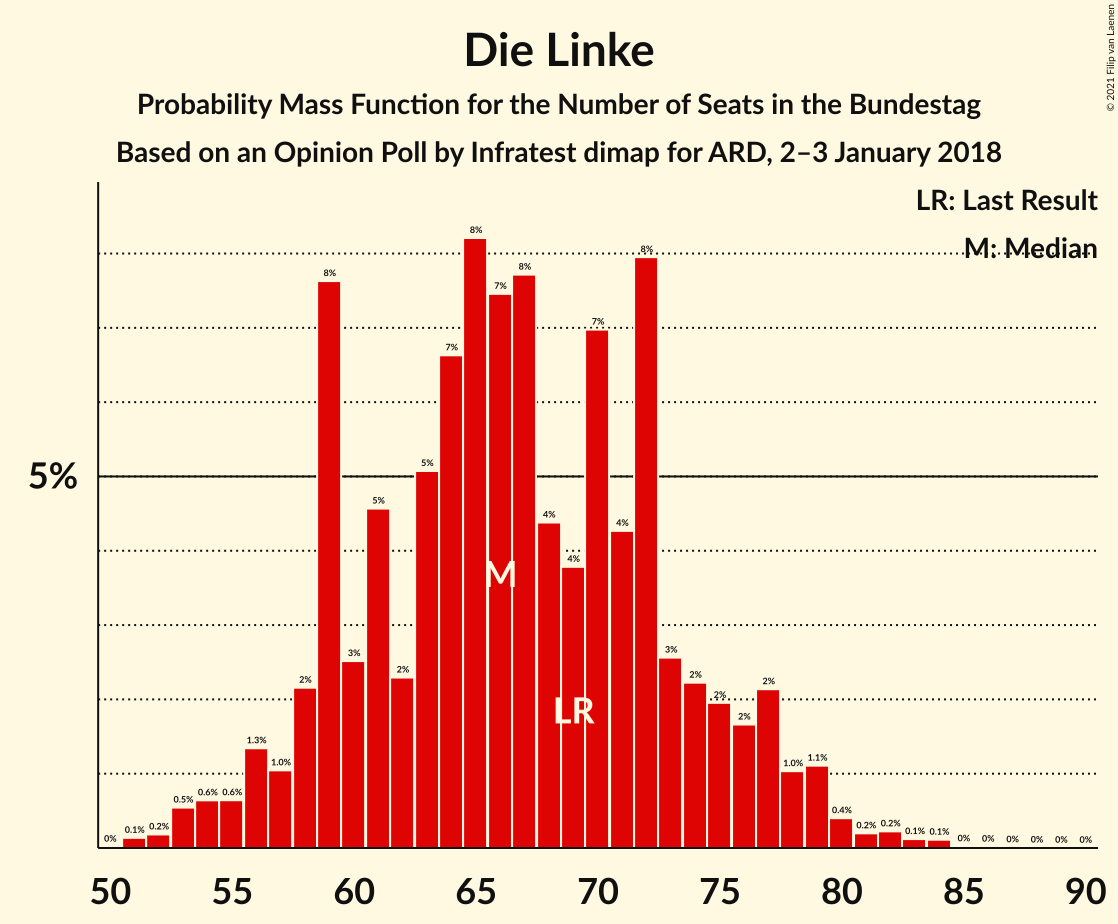 Die Linke
Probability Mass Function for the Number of Seats in the Bundestag
Based on an Opinion Poll by Infratest dimap for ARD, 2–3 January 2018
© 2021 Filip van Laenen
LR: Last Result
M: Median
5%
0% 0.1% 0.2% 0.5% 0.6% 0.6% 1.3% 1.0% 2% 8% 3% 5% 2% 5% 7% 8% 7% 8% 4% 4% 7% 4% 8% 3% 2% 2% 2% 2% 1.0% 1.1% 0.4% 0.2% 0.2% 0.1% 0.1% 0% 0% 0% 0% 0% 0%
M
LR
50 55 60 65 70 75 80 85 90